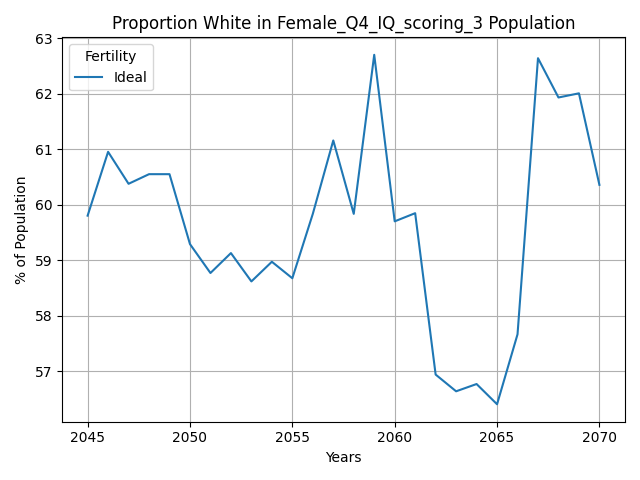 Proportion White in Female_Q4_IQ_scoring_3 Population
63
62
61
60
59
58
57
% of Population
Fertility
Ideal
2045 2050 2055 2060 2065 2070
Years